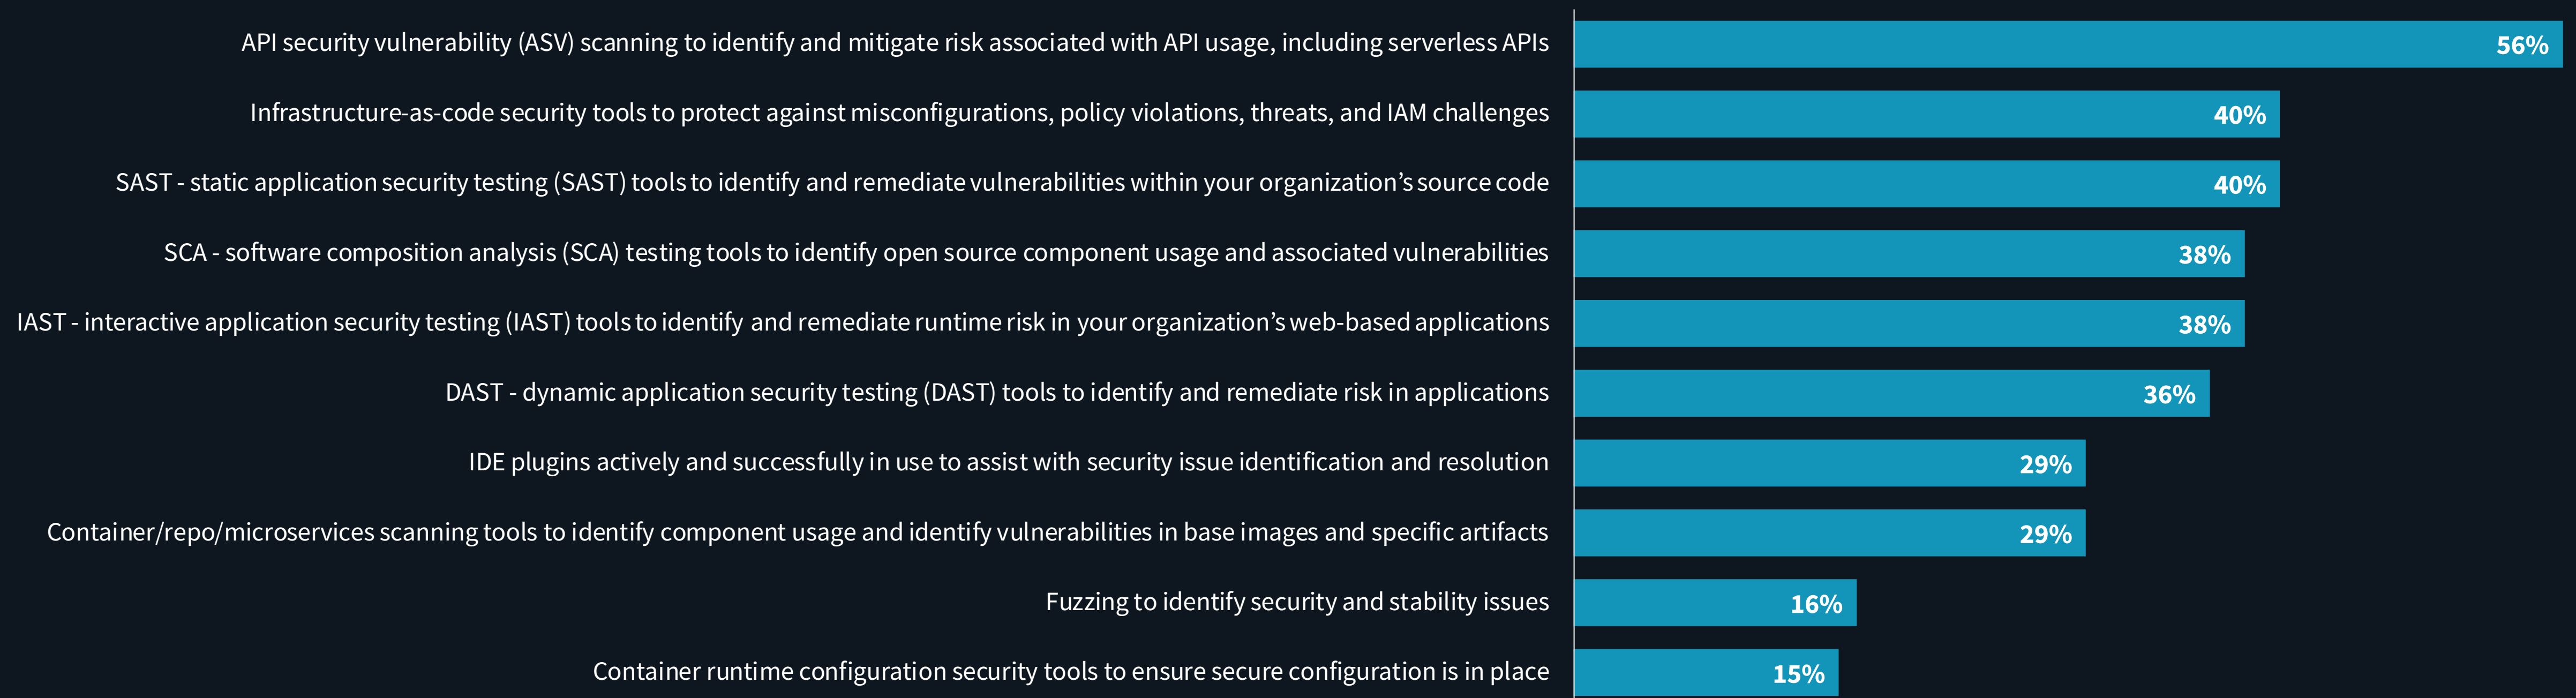 API security vulnerability (ASV) scanning to identify and mitigate risk associated with API usage, including serverless APIs 56%
Infrastructure-as-code security tools to protect against misconfigurations, policy violations, threats, and IAM challenges 40%
SAST - static application security testing (SAST) tools to identify and remediate vulnerabilities within your organization’s source code 40%
SCA - software composition analysis (SCA) testing tools to identify open source component usage and associated vulnerabilities 38%
IAST - interactive application security testing (IAST) tools to identify and remediate runtime risk in your organization’s web-based applications 38%
DAST - dynamic application security testing (DAST) tools to identify and remediate risk in applications 36%
IDE plugins actively and successfully in use to assist with security issue identification and resolution 29%
Container/repo/microservices scanning tools to identify component usage and identify vulnerabilities in base images and specific artifacts 29%
Fuzzing to identify security and stability issues 16%
Container runtime configuration security tools to ensure secure configuration is in place 15%